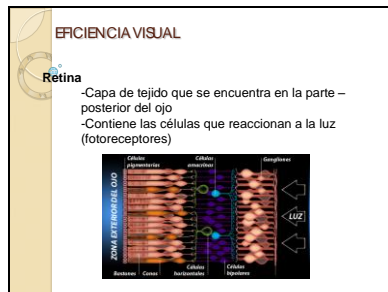 EFICIENCIA VISUAL
Retina
-Capa de tejido que se encuentra en la parte –
posterior del ojo
-Contiene las células que reaccionan a la luz
(fotoreceptores)
Células
pigmentarias
Células
amacrinas
Gangliones
ZONA EXTERIOR DEL OJO
LUZ
Bastones
Conos
Células
horizontales
Células
bipolares